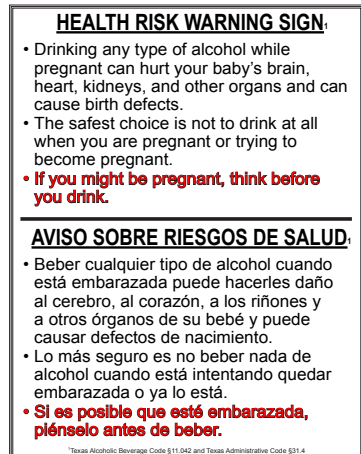 HEALTH RISK WARNING SIGN1
• Drinking any type of alcohol while
pregnant can hurt your baby's brain,
heart, kidneys, and other organs and can
cause birth defects.
• The safest choice is not to drink at all
when you are pregnant or trying to
become pregnant.
• If you might be pregnant, think before
you drink.
AVISO SOBRE RIESGOS DE SALUD1
• Beber cualquier tipo de alcohol cuando
está embarazada puede hacerles daño
al cerebro, al corazón, a los riñones y
a otros órganos de su bebé y puede
causar defectos de nacimiento.
• Lo más seguro es no beber nada de
alcohol cuando está intentando quedar
embarazada o ya lo está.
• Si es posible que esté embarazada,
piénselo antes de beber.
1Texas Alcoholic Beverage Code §11.042 and Texas Administrative Code §31.4